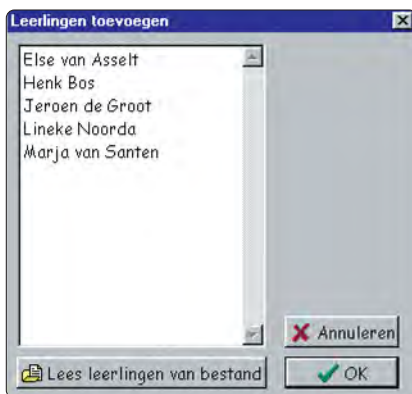 Leerlingen toevoegen
Else van Asselt
Henk Bos
Jeroen de Groot
Lineke Noorda
Marja van Santen
Annuleren
Lees leerlingen van bestand
OK